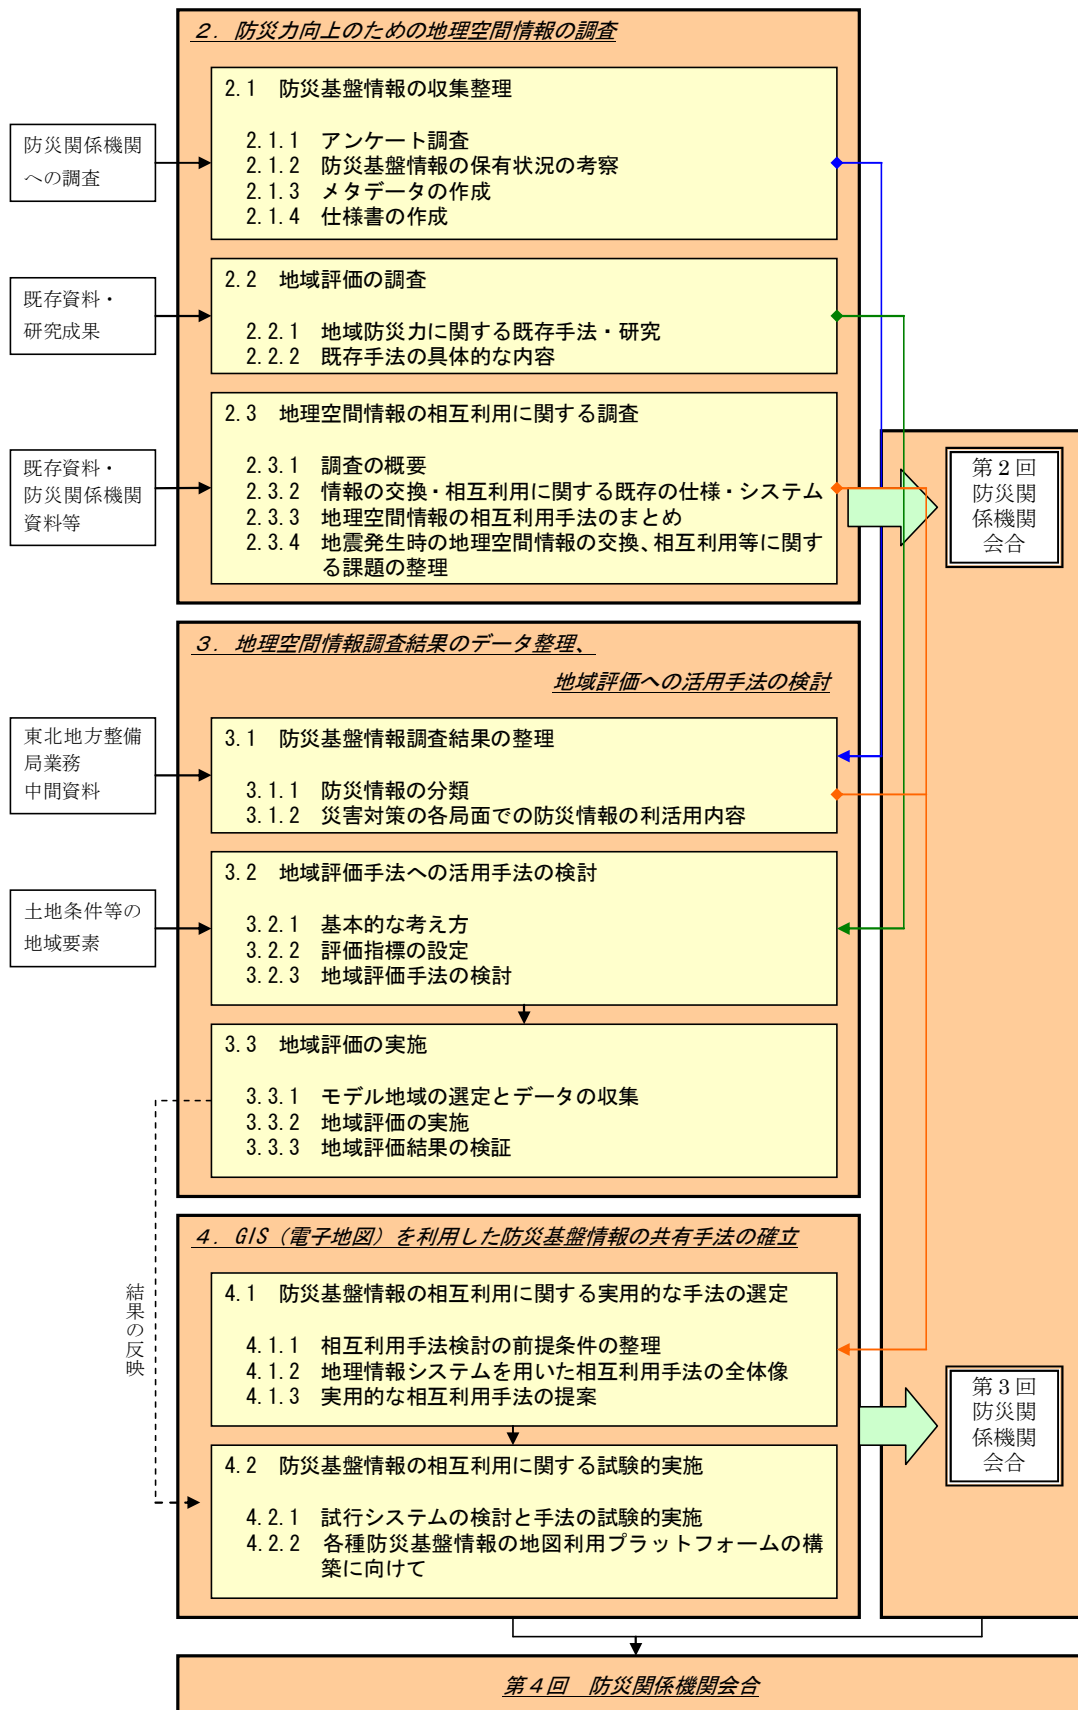 2. 防災力向上のための地理空間情報の調査
2.1 防災基盤情報の収集整理
2.1.1 アンケート調査
2.1.2 防災基盤情報の保有状況の考察
2.1.3 メタデータの作成
2.1.4 仕様書の作成
防災関係機関
への調査
2.2 地域評価の調査
2.2.1 地域防災力に関する既存手法・研究
2.2.2 既存手法の具体的な内容
既存資料・
研究成果
2.3 地理空間情報の相互利用に関する調査
2.3.1 調査の概要
2.3.2 情報の交換・相互利用に関する既存の仕様・システム
2.3.3 地理空間情報の相互利用手法のまとめ
2.3.4 地震発生時の地理空間情報の交換、相互利用等に関す
る課題の整理
既存資料・
防災関係機関
資料等
第2回
防災関
係機関
会合
3. 地理空間情報調査結果のデータ整理、
地域評価への活用手法の検討
3.1 防災基盤情報調査結果の整理
3.1.1 防災情報の分類
3.1.2 災害対策の各局面での防災情報の利活用内容
東北地方整備
局業務
中間資料
3.2 地域評価手法への活用手法の検討
3.2.1 基本的な考え方
3.2.2 評価指標の設定
3.2.3 地域評価手法の検討
土地条件等の
地域要素
3.3 地域評価の実施
3.3.1 モデル地域の選定とデータの収集
3.3.2 地域評価の実施
3.3.3 地域評価結果の検証
結果の反映
4. GIS（電子地図）を利用した防災基盤情報の共有手法の確立
4.1 防災基盤情報の相互利用に関する実用的な手法の選定
4.1.1 相互利用手法検討の前提条件の整理
4.1.2 地理情報システムを用いた相互利用手法の全体像
4.1.3 実用的な相互利用手法の提案
第3回
防災関
係機関
会合
4.2 防災基盤情報の相互利用に関する試験的実施
4.2.1 試行システムの検討と手法の試験的実施
4.2.2 各種防災基盤情報の地図利用プラットフォームの構
築に向けて
第4回 防災関係機関会合